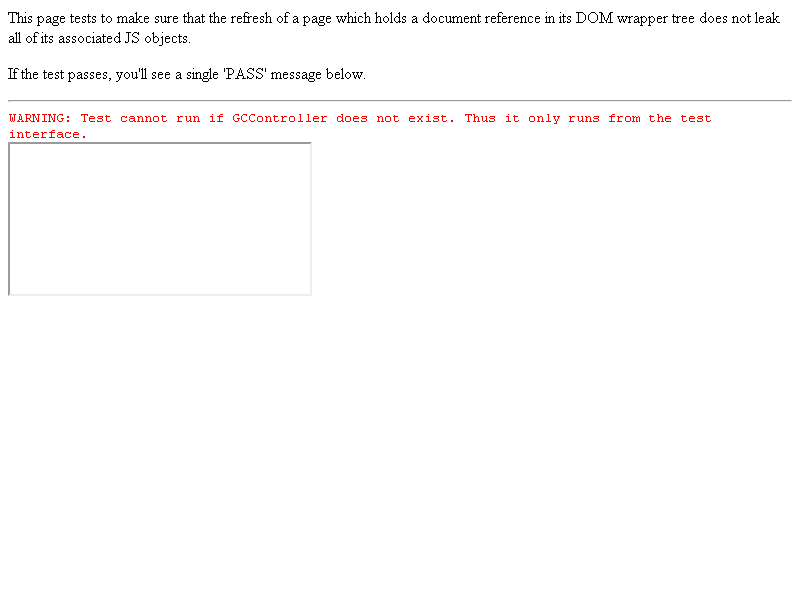 This page tests to make sure that the refresh of a page which holds a document reference in its DOM wrapper tree does not leak
all of its associated JS objects.
If the test passes, you'll see a single 'PASS' message below.
WARNING: Test cannot run if GCController does not exist. Thus it only runs from the test
interface.